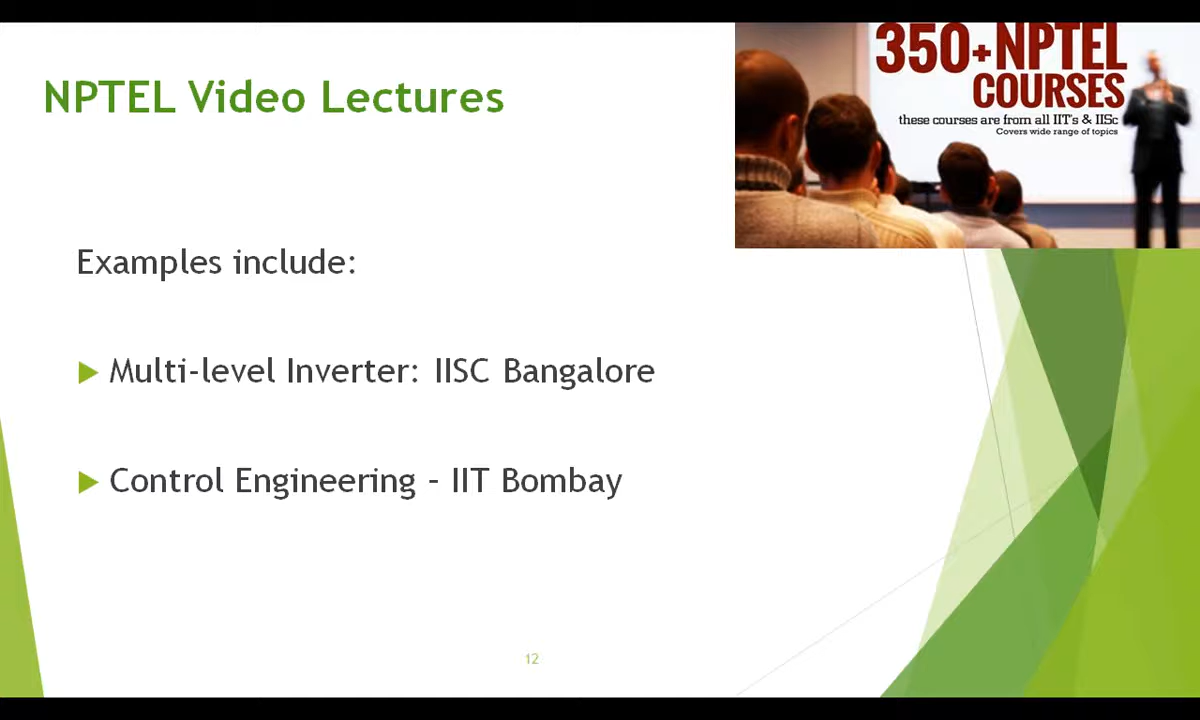 NPTEL Video Lectures
350+NPTEL
COURSES
these courses are from all IIT's & IISc
Covers wide range of topics
Examples include:
Multi-level Inverter: IISC Bangalore
Control Engineering – IIT Bombay
12